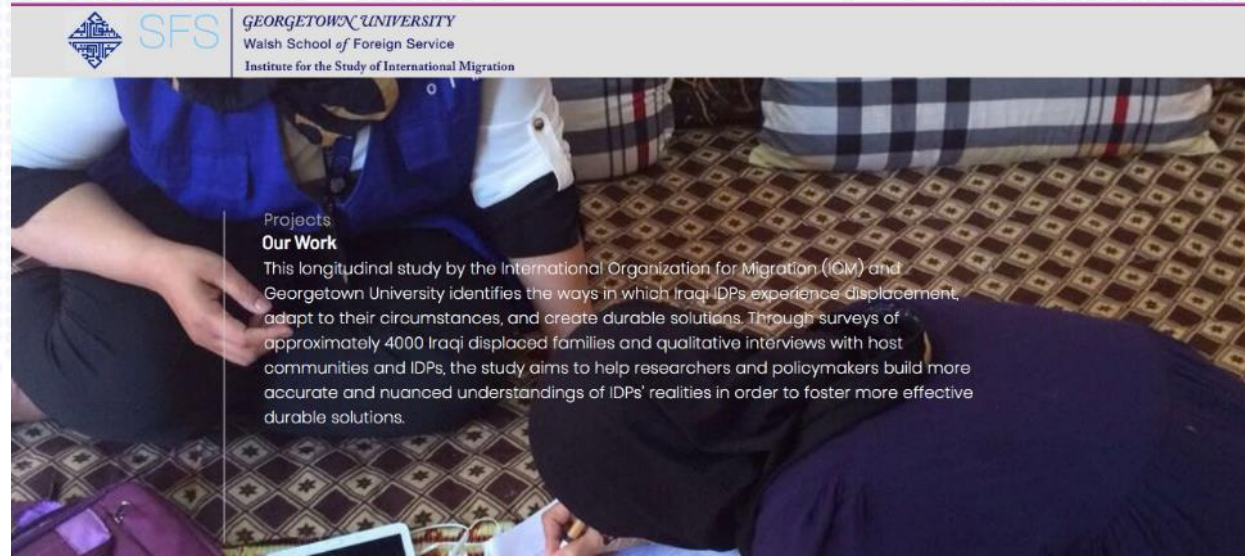 SFS
GEORGETOWN UNIVERSITY
Walsh School of Foreign Service
Institute for the Study of International Migration
Projects
Our Work
This longitudinal study by the International Organization for Migration (IOM) and
Georgetown University identifies the ways in which Iraqi IDPs experience displacement,
adapt to their circumstances, and create durable solutions. Through surveys of
approximately 4000 Iraqi displaced families and qualitative interviews with host
communities and IDPs, the study aims to help researchers and policymakers build more
accurate and nuanced understandings of IDPs' realities in order to foster more effective
durable solutions.